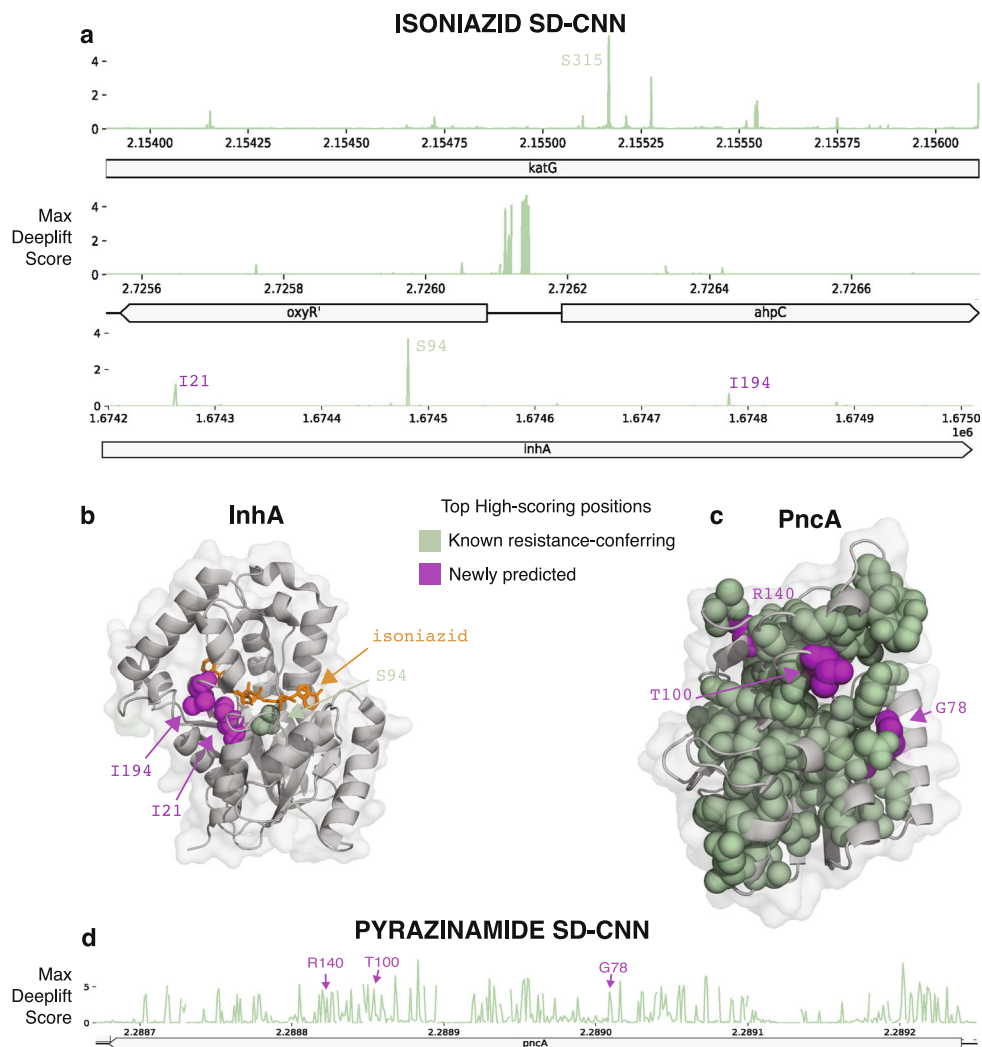 ISONIAZID SD-CNN
a
S315
4
2
0
2.15400 2.15425 2.15450 2.15475 2.15500 2.15525 2.15550 2.15575 2.15600
katG
Max
Deeplift
Score
4
2
0
2.7256 2.7258 2.7260 2.7262 2.7264 2.7266
oxyR' ahpC
4
2
0
I21 S94 I194
1.6742 1.6743 1.6744 1.6745 1.6746 1.6747 1.6748 1.6749 1.6750
1e6
InhA
b InhA
Top High-scoring positions
Known resistance-conferring
Newly predicted
c PncA
isoniazid
S94
I194
I21
R140
T100
G78
PYRAZINAMIDE SD-CNN
d
Max
Deeplift
Score
5
0
R140 T100 G78
2.2887 2.2888 2.2889 2.2890 2.2891 2.2892
pncA